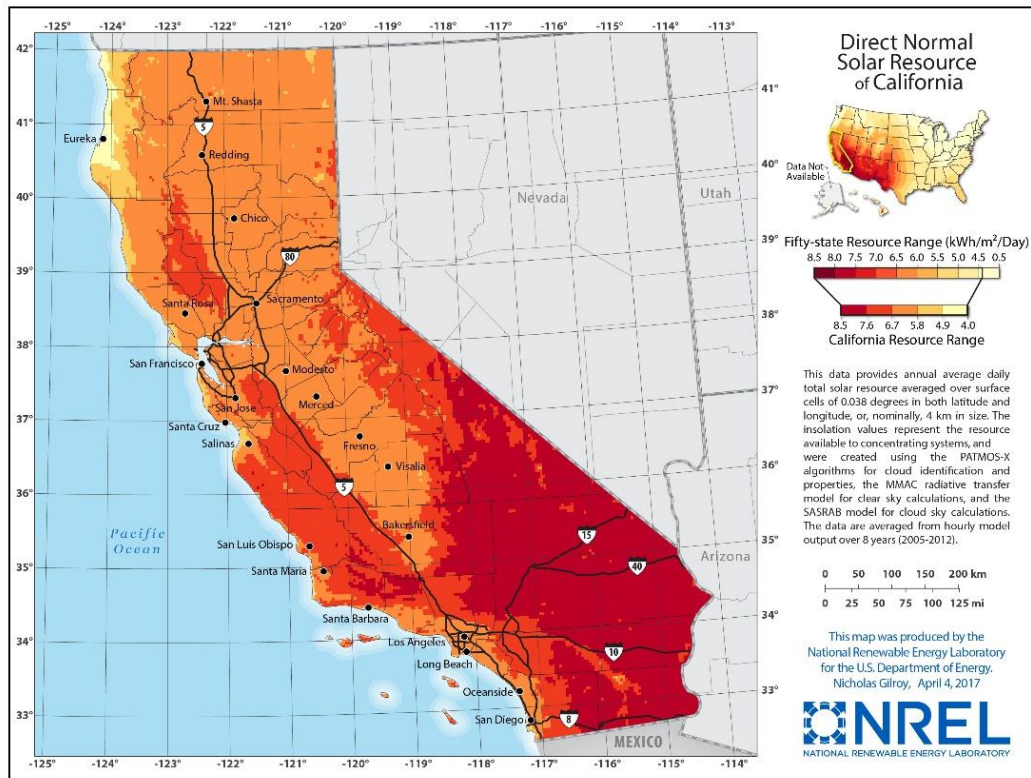 -125° -124° -123° -122° -121° -120° -119° -118° -117° -116° -115° -114°
42°
41°
40°
39°
38°
37°
36°
35°
34°
33°
41°
40°
39°
38°
37°
36°
35°
34°
33°
-125° -124° -123° -122° -121° -120° -119° -118° -117° -116° -115° -114°
Mt. Shasta
5
Eureka
Redding
Chico
80
Nevada
Utah
Santa Rosa
Sacramento
San Francisco
Modesto
San Jose
Merced
Santa Cruz
Salinas
Fresno
Visalia
5
Pacific
Ocean
Bakersfield
15
San Luis Obispo
40
Arizona
Santa Maria
Santa Barbara
Los Angeles
10
Long Beach
Oceanside
San Diego
8
MEXICO
Direct Normal
Solar Resource
of California
Data Not
Available
Fifty-state Resource Range (kWh/m²/Day)
8.5 8.0 7.5 7.0 6.5 6.0 5.5 5.0 4.5 0.5
8.5 7.6 6.7 5.8 4.9 4.0
California Resource Range
This data provides annual average daily
total solar resource averaged over surface
cells of 0.038 degrees in both latitude and
longitude, or, nominally, 4 km in size. The
insolation values represent the resource
available to concentrating systems, and
were created using the PATMOS-X
algorithms for cloud identification and
properties, the MMAC radiative transfer
model for clear sky calculations, and the
SASRAB model for cloud sky calculations.
The data are averaged from hourly model
output over 8 years (2005-2012).
0 50 100 150 200 km
0 25 50 75 100 125 mi
This map was produced by the
National Renewable Energy Laboratory
for the U.S. Department of Energy.
Nicholas Gilroy, April 4, 2017
NREL
NATIONAL RENEWABLE ENERGY LABORATORY